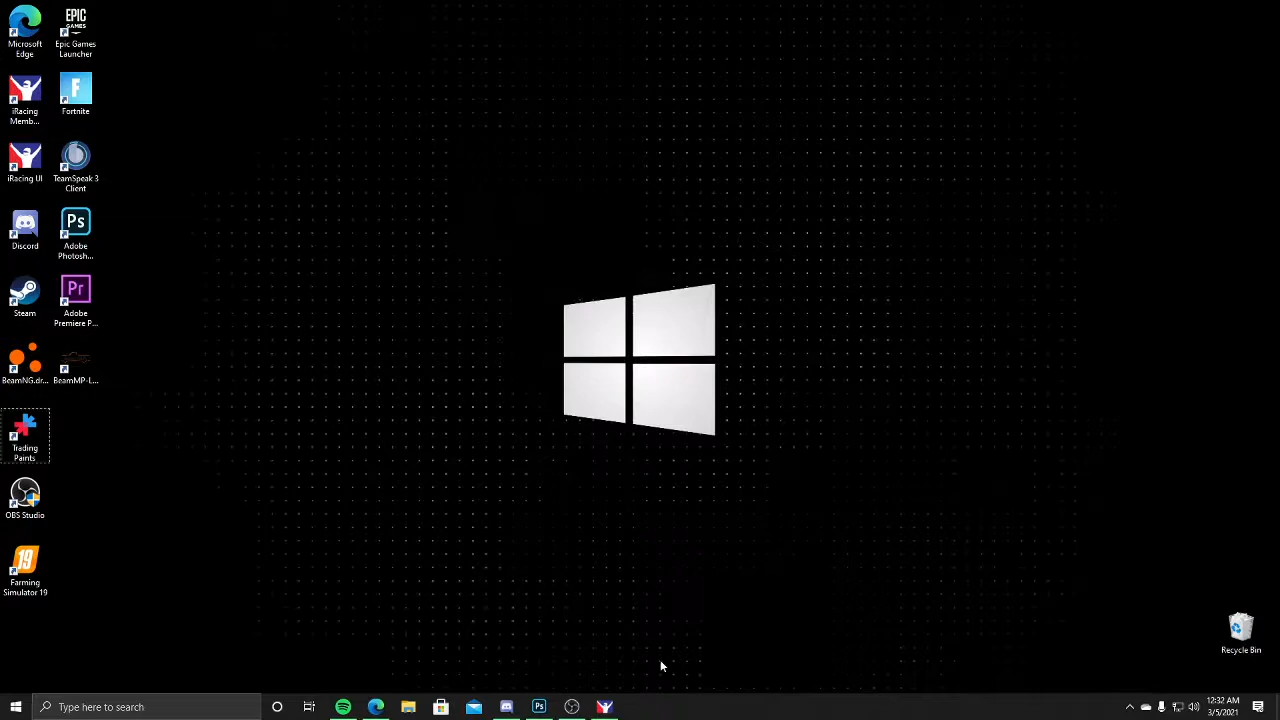 Microsoft
Edge
EPIC
GAMES
Epic Games
Launcher
iRacing
Memb...
F
Fortnite
iRacing UI
TeamSpeak 3
Client
Discord
Ps
Adobe
Photosh...
Steam
Pr
Adobe
Premiere P...
BeamNG.dr...
BeamMP-L...
Trading
Paints
OBS Studio
19
Farming
Simulator 19
Recycle Bin
Type here to search
Ps
12:32 AM
3/5/2021